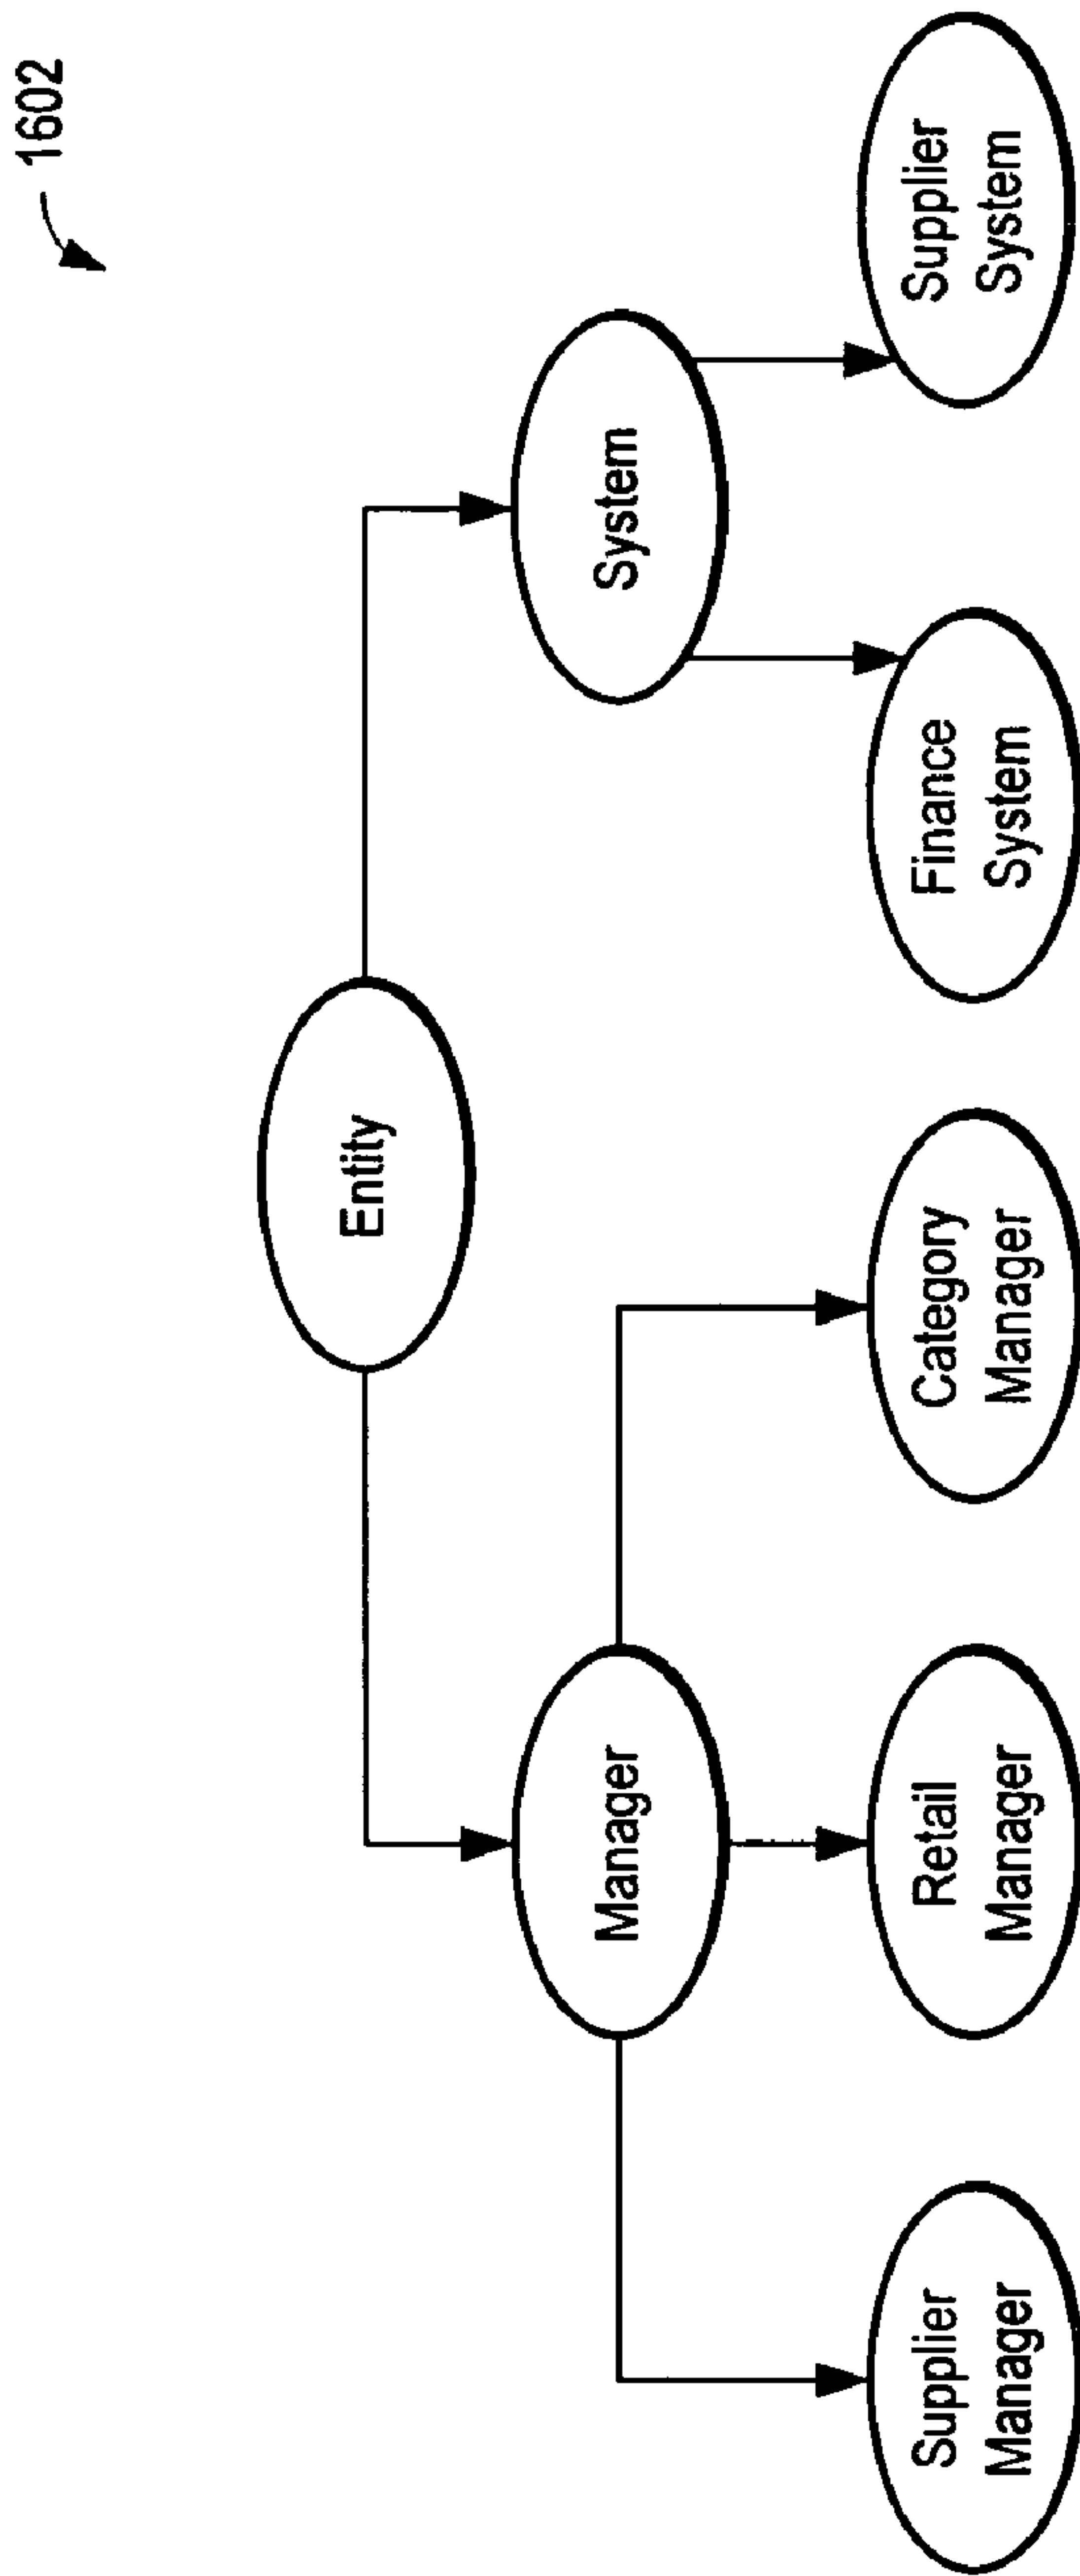 1602
Entity
Manager
System
Supplier
Manager
Retail
Manager
Category
Manager
Finance
System
Supplier
System